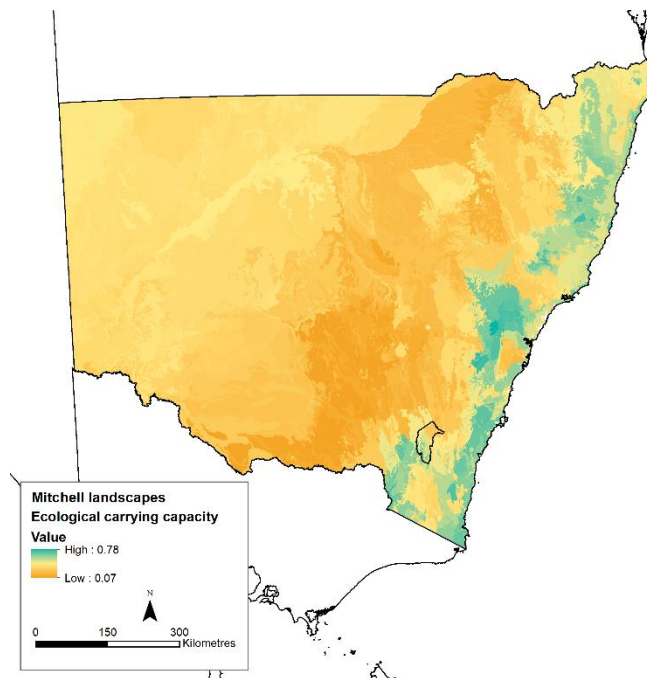 Mitchell landscapes
Ecological carrying capacity
Value
High : 0.78
Low : 0.07
N
0 150 300
Kilometres